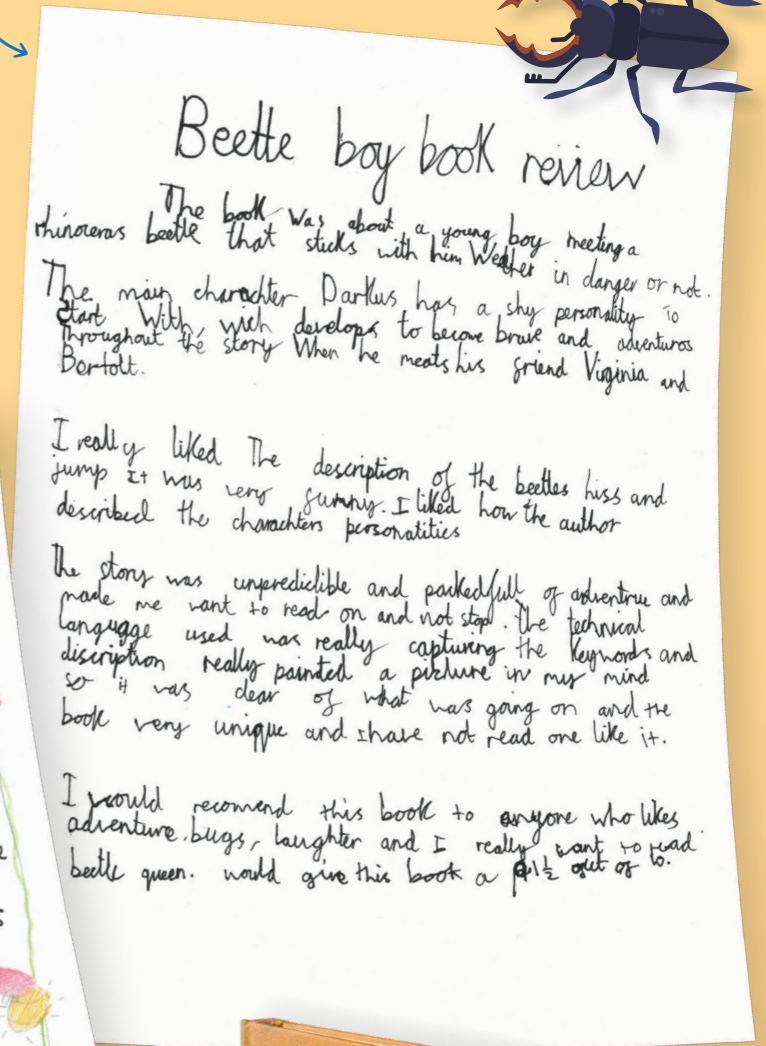 Beetle boy book review
The book was about a young boy meeting a
rhinoceras beetle that sticks with him Weather in danger or not.
The main charachter Darkus has a shy personality To
start With, wich develops to become brave and adventuros
Throughout the story When he meats his friend Virginia and
Bertolt.
I really liked The description of the beetles hiss and
jump It was very funny. I liked how the author
described the charachters personalities
The story was unpredictible and packed full of adventrue and
made me want to read on and not stop. The technical
language used was really capturing the keywords and
discription really painted a picture in my mind
so it was clear of what was going on and the
book very unique and I have not read one like it.
I would recomend this book to anyone who likes
adventure, bugs, laughter and I really want to read
beetle queen. would give this book a ½ out of 10.